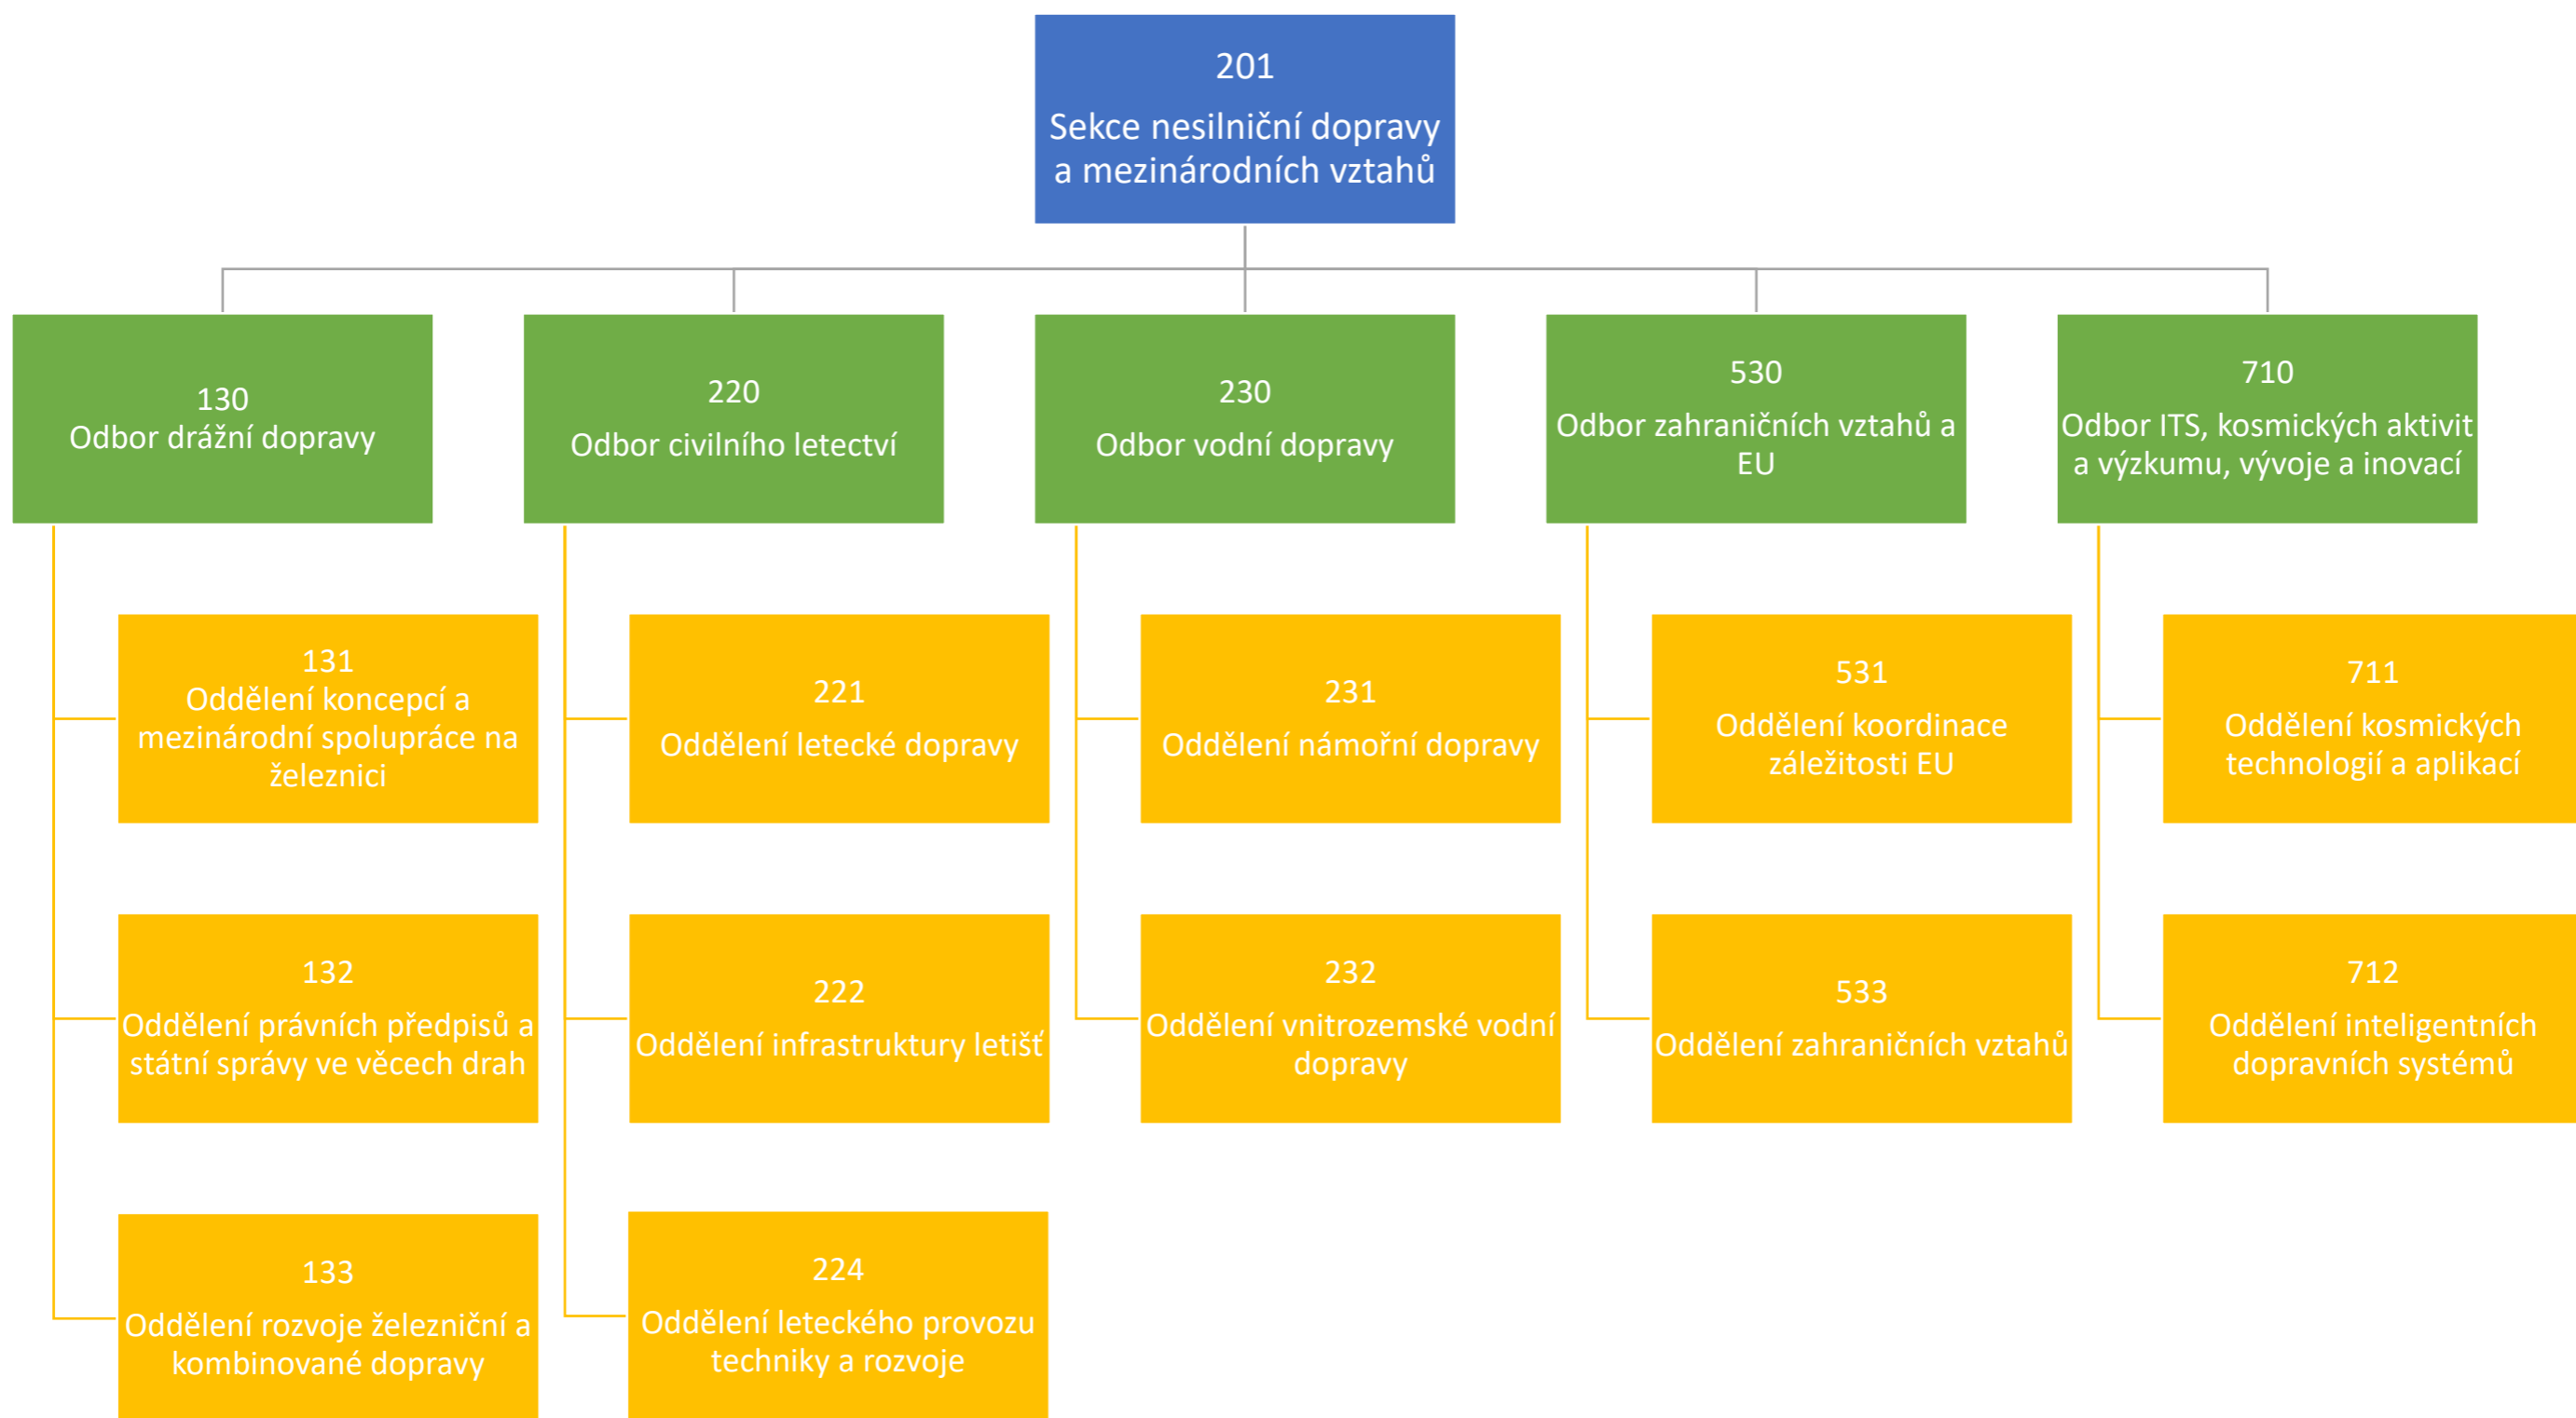 201
Sekce nesilniční dopravy
a mezinárodních vztahů
130
Odbor drážní dopravy
220
Odbor civilního letectví
230
Odbor vodní dopravy
530
Odbor zahraničních vztahů a
EU
710
Odbor ITS, kosmických aktivit
a výzkumu, vývoje a inovací
131
Oddělení koncepcí a
mezinárodní spolupráce na
železnici
221
Oddělení letecké dopravy
231
Oddělení námořní dopravy
531
Oddělení koordinace
záležitosti EU
711
Oddělení kosmických
technologií a aplikací
132
Oddělení právních předpisů a
státní správy ve věcech drah
222
Oddělení infrastruktury letišť
232
Oddělení vnitrozemské vodní
dopravy
533
Oddělení zahraničních vztahů
712
Oddělení inteligentních
dopravních systémů
133
Oddělení rozvoje železniční a
kombinované dopravy
224
Oddělení leteckého provozu
techniky a rozvoje